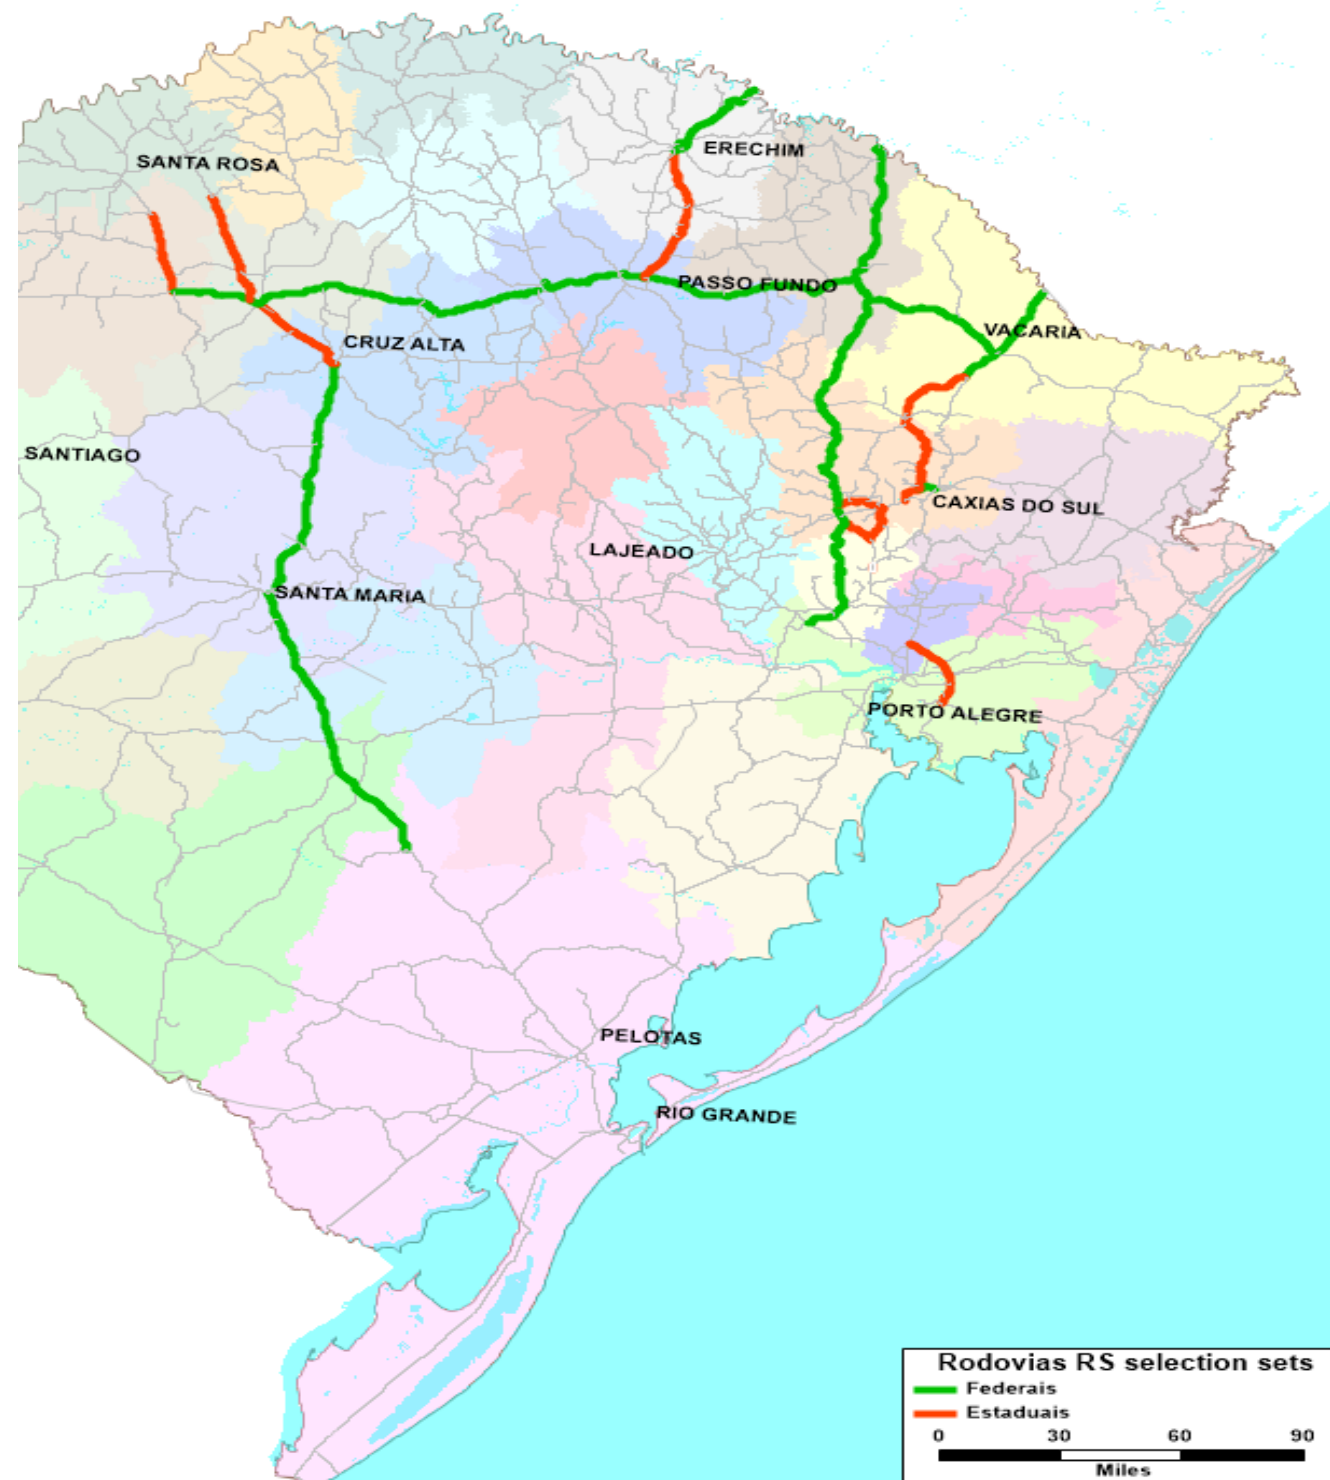 ERECHIM
SANTA ROSA
PASSO FUNDO
VACARIA
CRUZ ALTA
SANTIAGO
CAXIAS DO SUL
LAJEADO
SANTA MARIA
PORTO ALEGRE
PELOTAS
RIO GRANDE
Rodovias RS selection sets
Federais
Estaduais
0 30 60 90
Miles